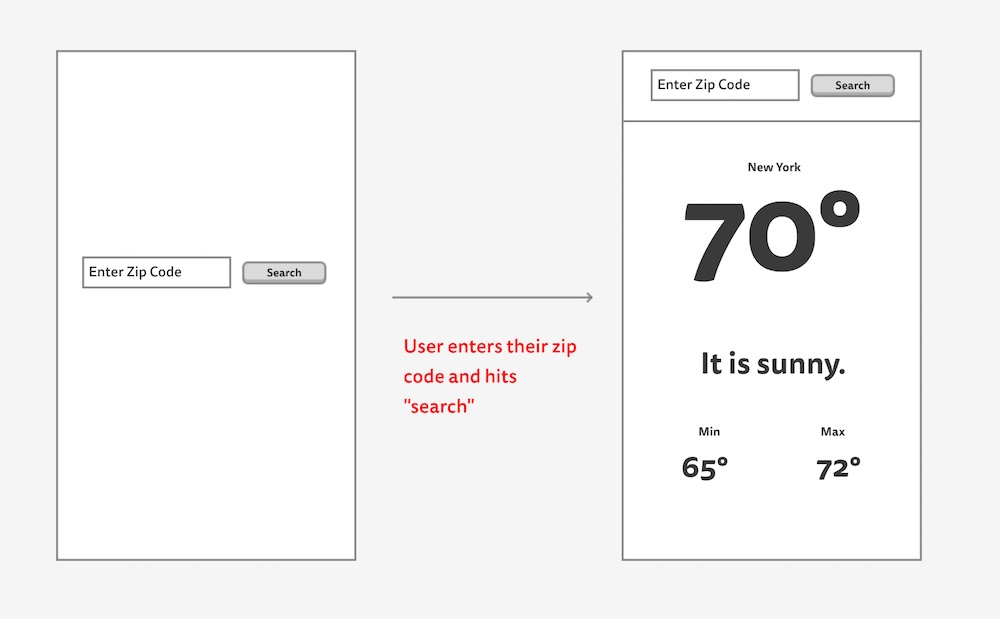 Enter Zip Code
Search
User enters their zip
code and hits
"search"
Enter Zip Code
Search
New York
70°
It is sunny.
Min
Max
65°
72°